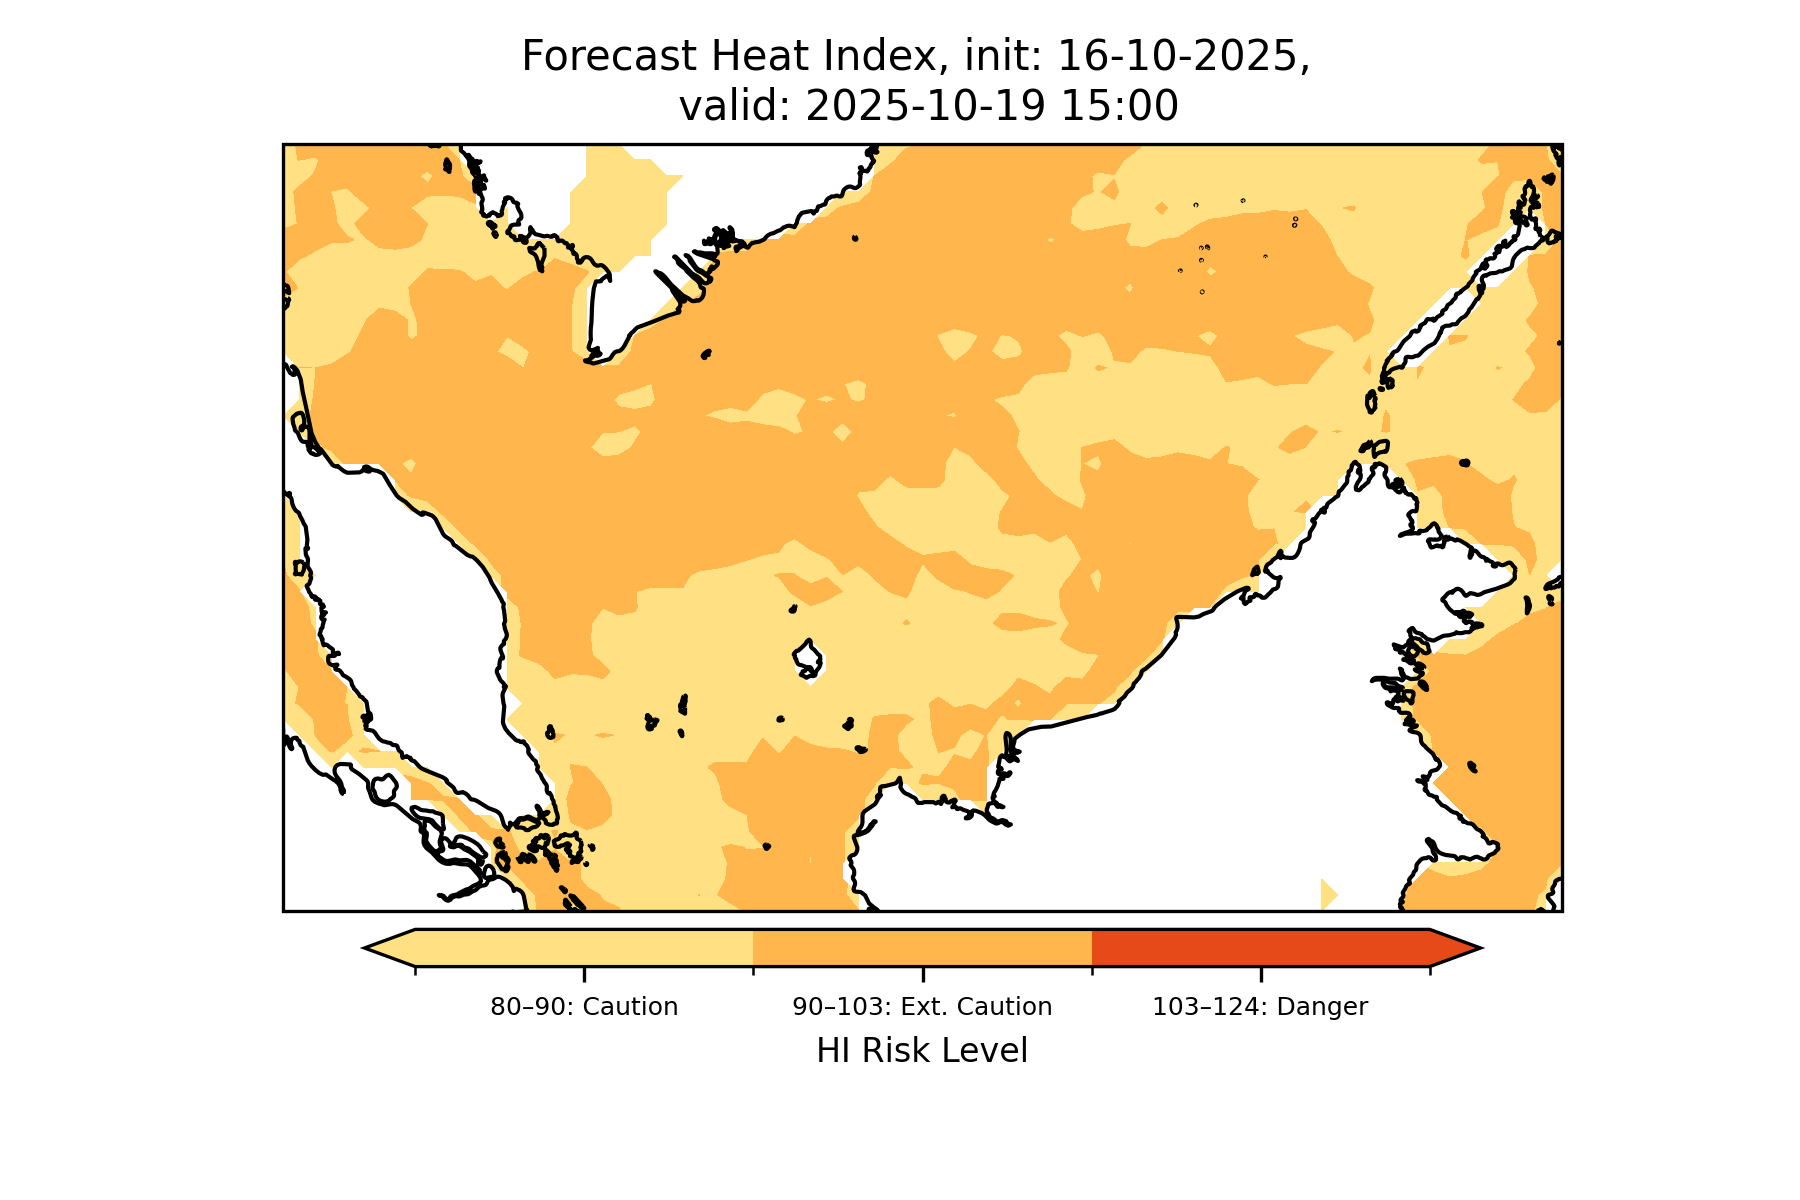 Forecast Heat Index, init: 16-10-2025,
valid: 2025-10-19 15:00
80–90: Caution
90–103: Ext. Caution
103–124: Danger
HI Risk Level